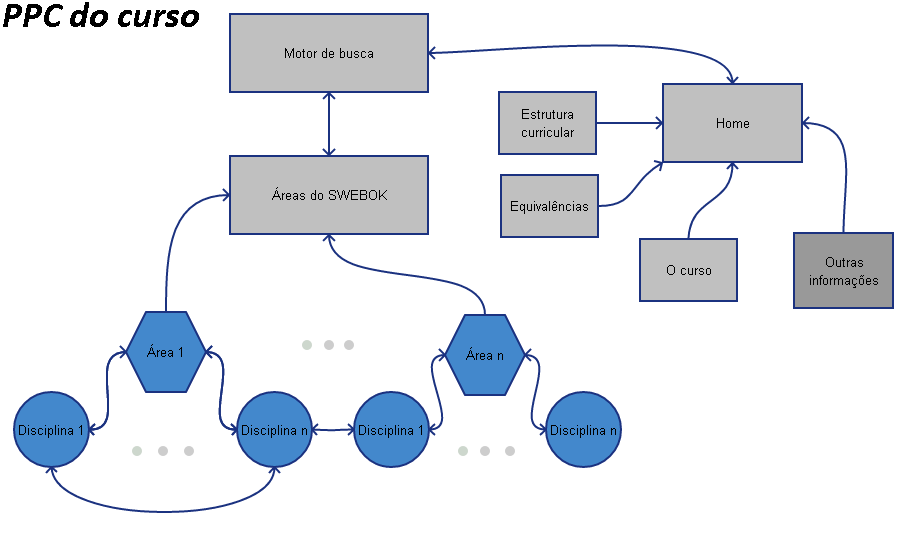 PPC do curso
Motor de busca
Estrutura
curricular
Home
Áreas do SWEBOK
Equivalências
O curso
Outras
informações
Área 1
Área n
Disciplina 1
Disciplina n
Disciplina 1
Disciplina n